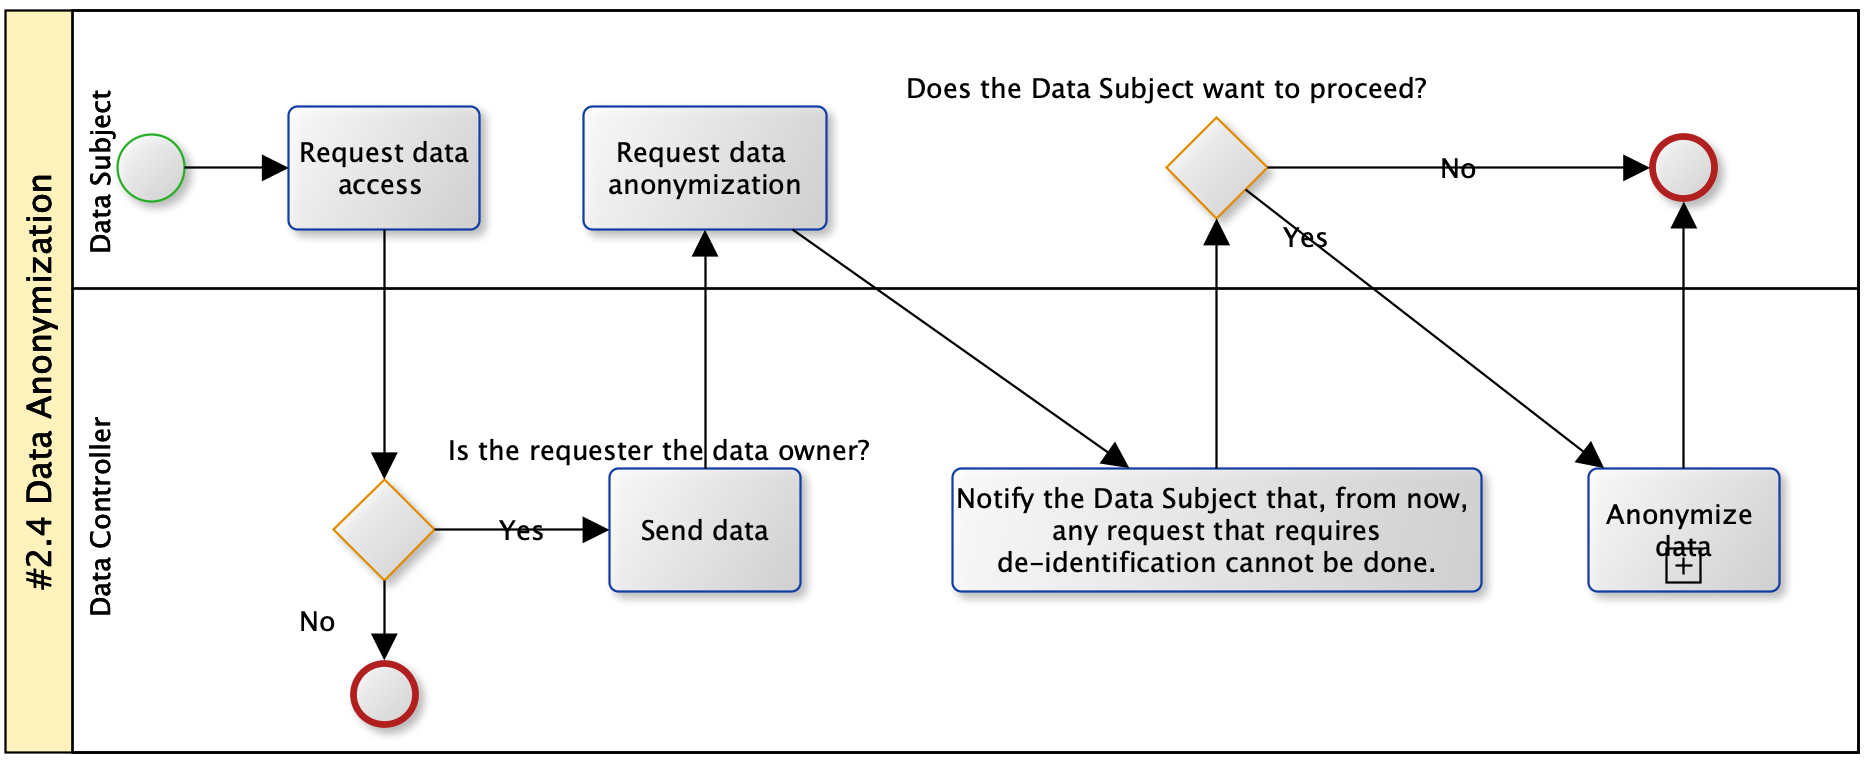 #2.4 Data Anonymization
Data Subject
Request data
access
Request data
anonymization
Does the Data Subject want to proceed?
No
Yes
Data Controller
Is the requester the data owner?
Yes
No
Send data
Notify the Data Subject that, from now,
any request that requires
de-identification cannot be done.
Anonymize
data